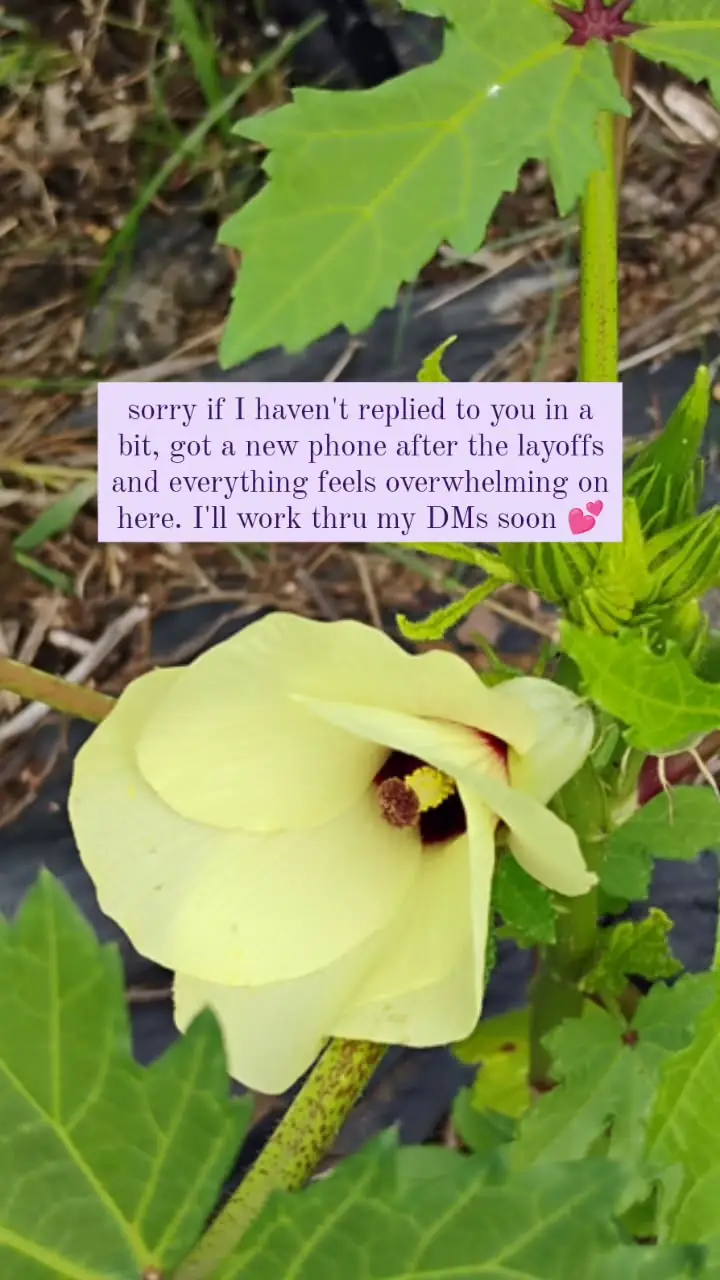 sorry if I haven't replied to you in a
bit, got a new phone after the layoffs
and everything feels overwhelming on
here. I'll work thru my DMs soon 💕